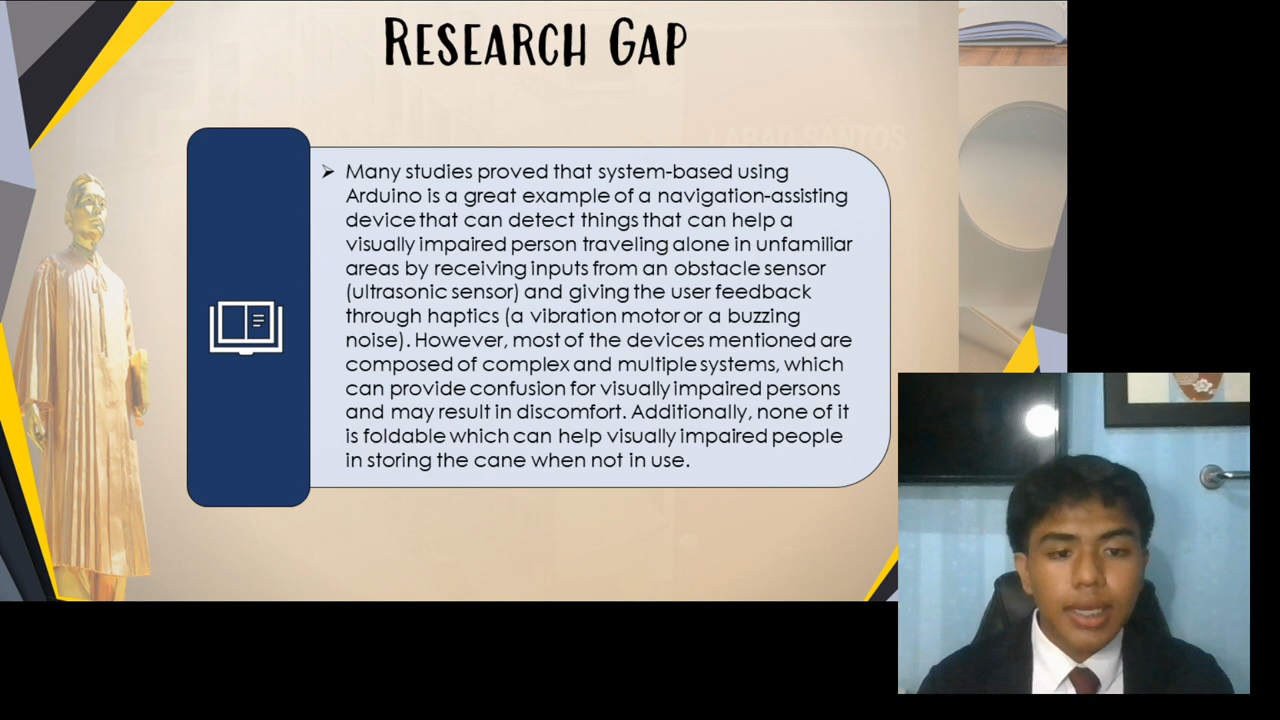 RESEARCH GAP
LABAD SANTOS
➢ Many studies proved that system-based using
Arduino is a great example of a navigation-assisting
device that can detect things that can help a
visually impaired person traveling alone in unfamiliar
areas by receiving inputs from an obstacle sensor
(ultrasonic sensor) and giving the user feedback
through haptics (a vibration motor or a buzzing
noise). However, most of the devices mentioned are
composed of complex and multiple systems, which
can provide confusion for visually impaired persons
and may result in discomfort. Additionally, none of it
is foldable which can help visually impaired people
in storing the cane when not in use.